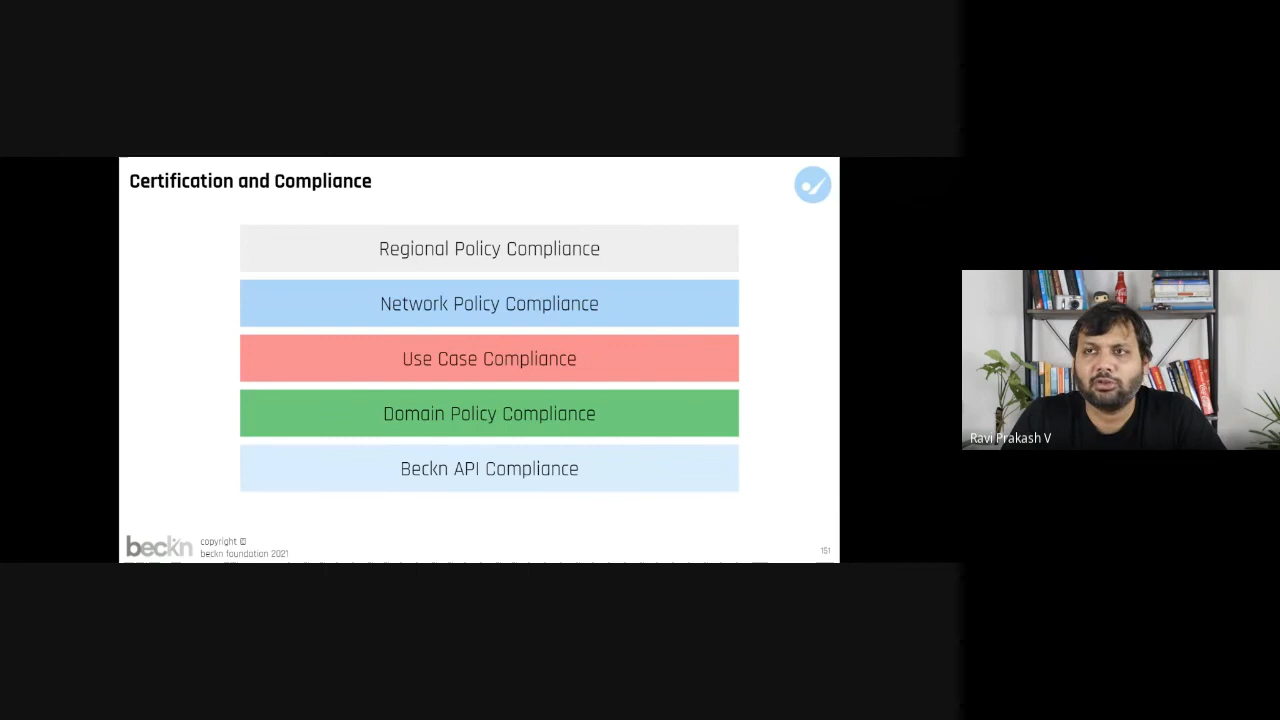 Certification and Compliance
Regional Policy Compliance
Network Policy Compliance
Use Case Compliance
Domain Policy Compliance
Beckn API Compliance
beckn
copyright ©
beckn foundation 2021
151
Ravi Prakash V